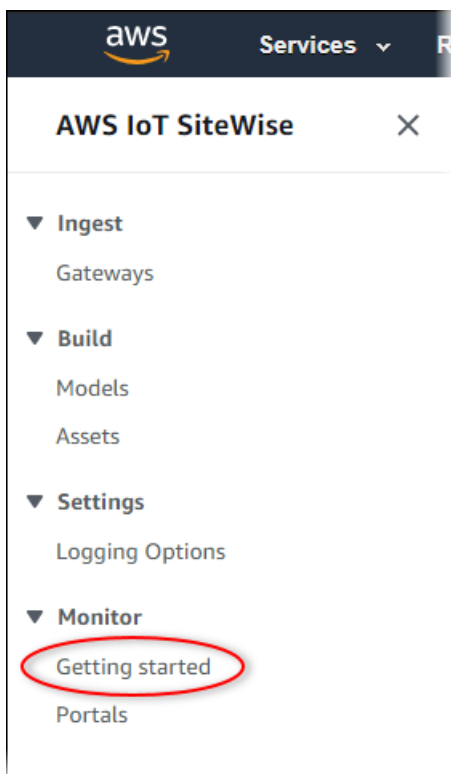 aws Services R
AWS IoT SiteWise
Ingest
Gateways
Build
Models
Assets
Settings
Logging Options
Monitor
Getting started
Portals